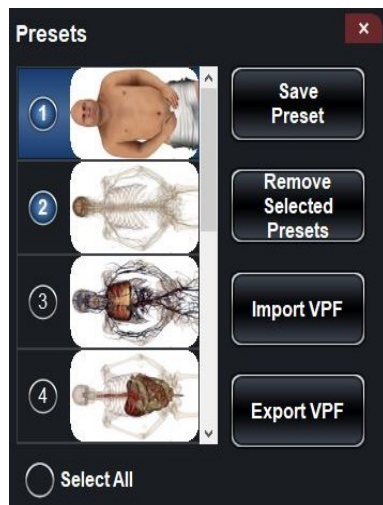 Presets
×
1
2
3
4
Save
Preset
Remove
Selected
Presets
Import VPF
Export VPF
Select All